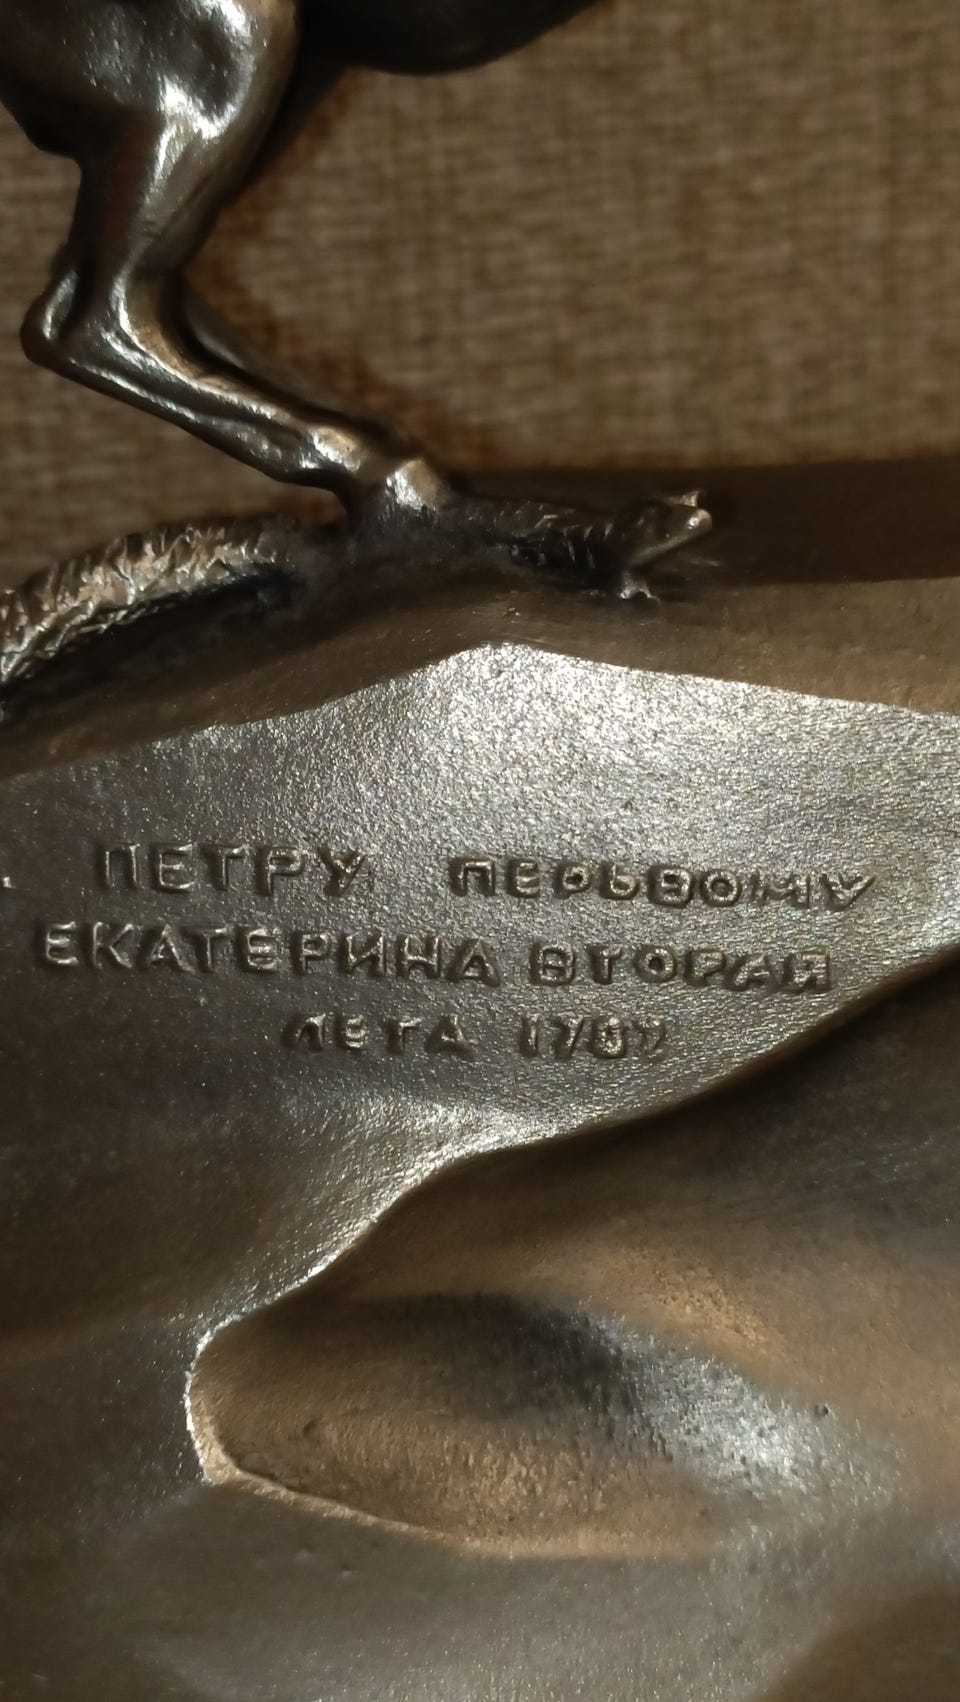 ПЕТРУ ПЕРЬВОМУ
ЕКАТЕРИНА ВТОРАЯ
ЛЕТА 1782